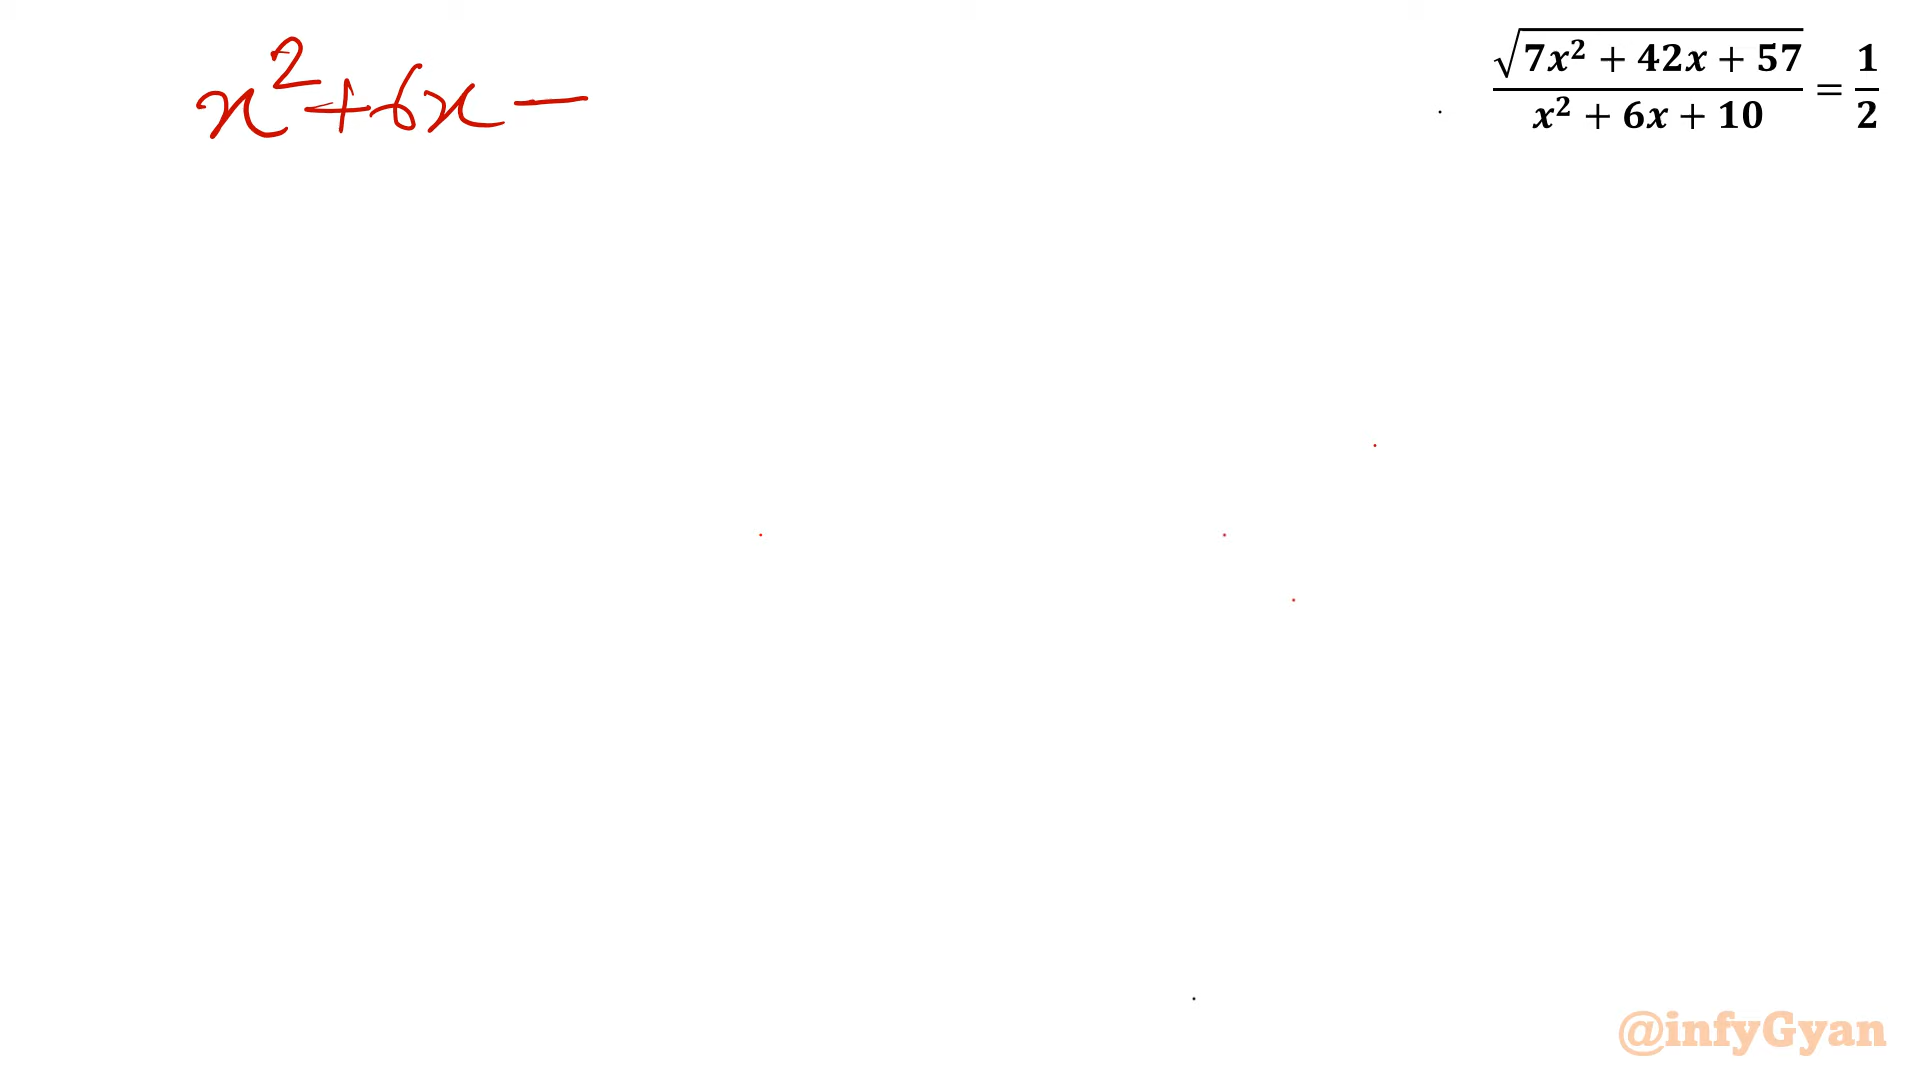 x² + 6x −
√(7x² + 42x + 57) / (x² + 6x + 10) = 1/2
@infyGyan